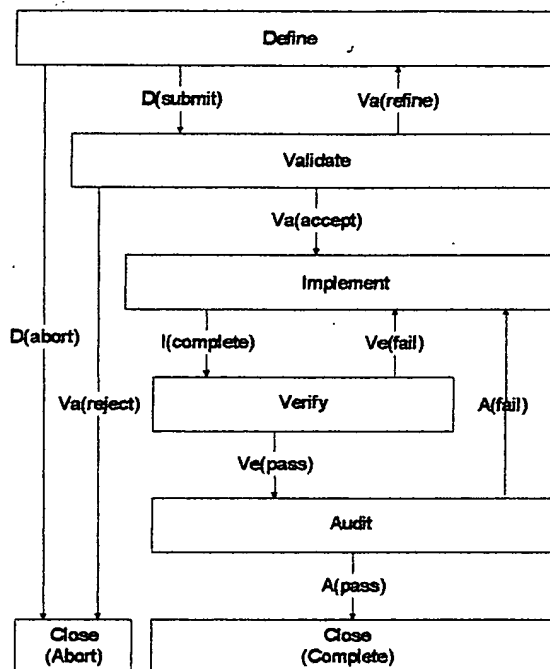 Define
D(submit)
Va(refine)
Validate
Va(accept)
Implement
D(abort)
I(complete)
Ve(fail)
Va(reject)
Verify
A(fail)
Ve(pass)
Audit
A(pass)
Close
(Abort)
Close
(Complete)